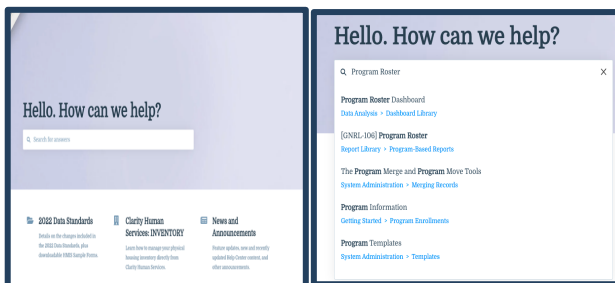 Hello. How can we help?
Search for answers
2022 Data Standards
Details on the changes included in
the 2022 Data Standards, plus
downloadable HMIS Sample Forms.
Clarity Human
Services: INVENTORY
Learn how to manage your physical
housing inventory directly from
Clarity Human Services.
News and
Announcements
Feature updates, new and recently
updated Help Center content, and
other announcements.
Hello. How can we help?
Program Roster X
Program Roster Dashboard
Data Analysis > Dashboard Library
[GNRL-106] Program Roster
Report Library > Program-Based Reports
The Program Merge and Program Move Tools
System Administration > Merging Records
Program Information
Getting Started > Program Enrollments
Program Templates
System Administration > Templates